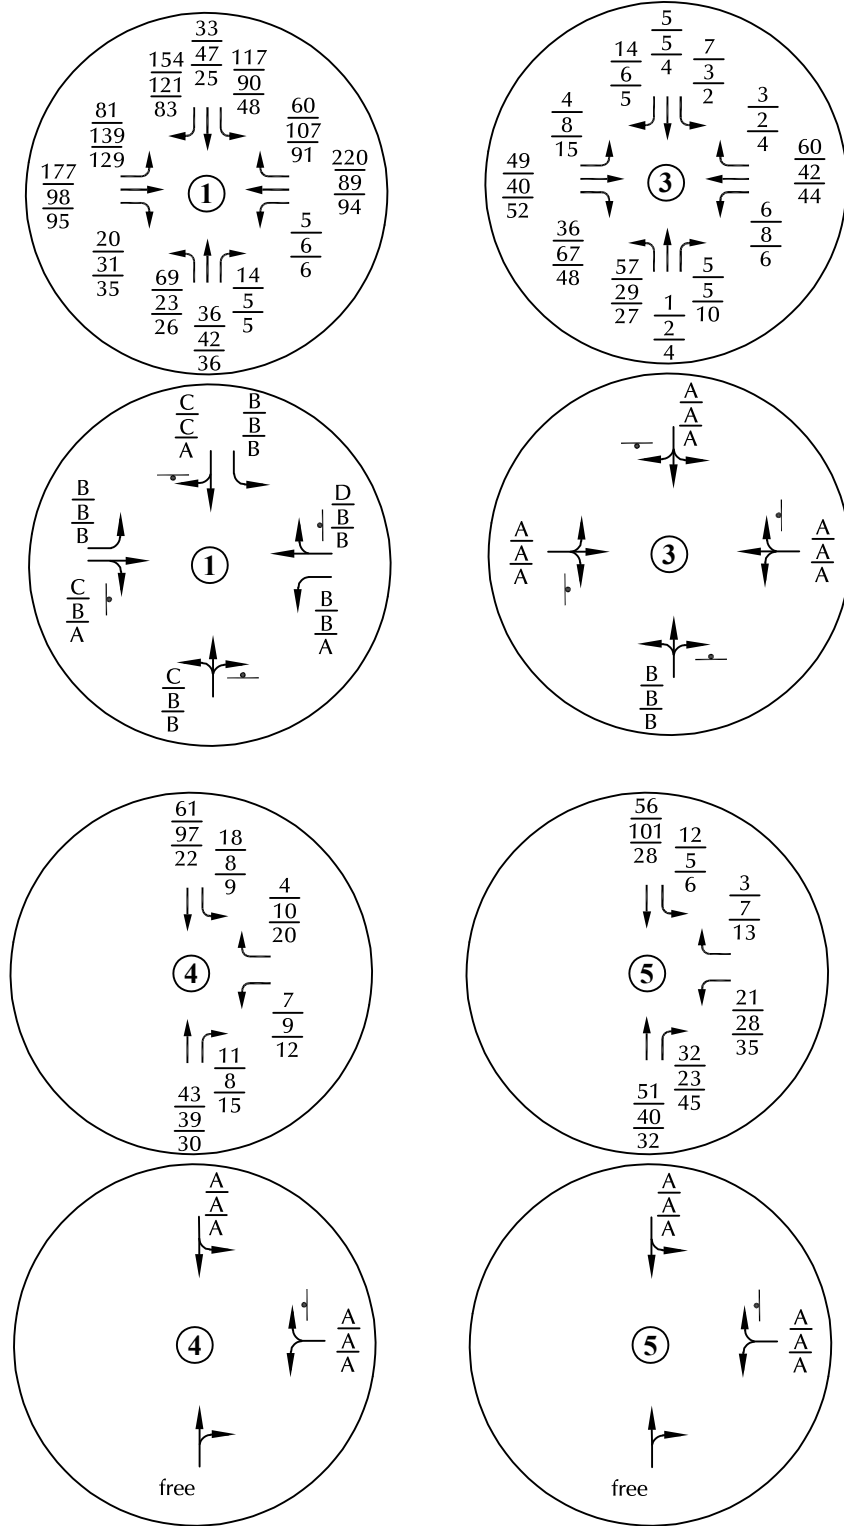 33
47
25
154
121
83
117
90
48
81
139
129
60
107
91
177
98
95
1
220
89
94
20
31
35
5
6
6
69
23
26
36
42
36
14
5
5
5
5
4
14
6
5
7
3
2
4
8
15
3
2
4
49
40
52
3
60
42
44
36
67
48
6
8
6
57
29
27
1
2
4
5
5
10
C
C
A
B
B
B
B
B
B
D
B
B
1
C
B
A
B
B
A
C
B
B
A
A
A
A
A
A
3
A
A
A
B
B
B
61
97
22
18
8
9
4
10
20
4
7
9
12
11
8
15
43
39
30
56
101
28
12
5
6
3
7
13
5
21
28
35
32
23
45
51
40
32
A
A
A
4
A
A
A
free
A
A
A
5
A
A
A
free